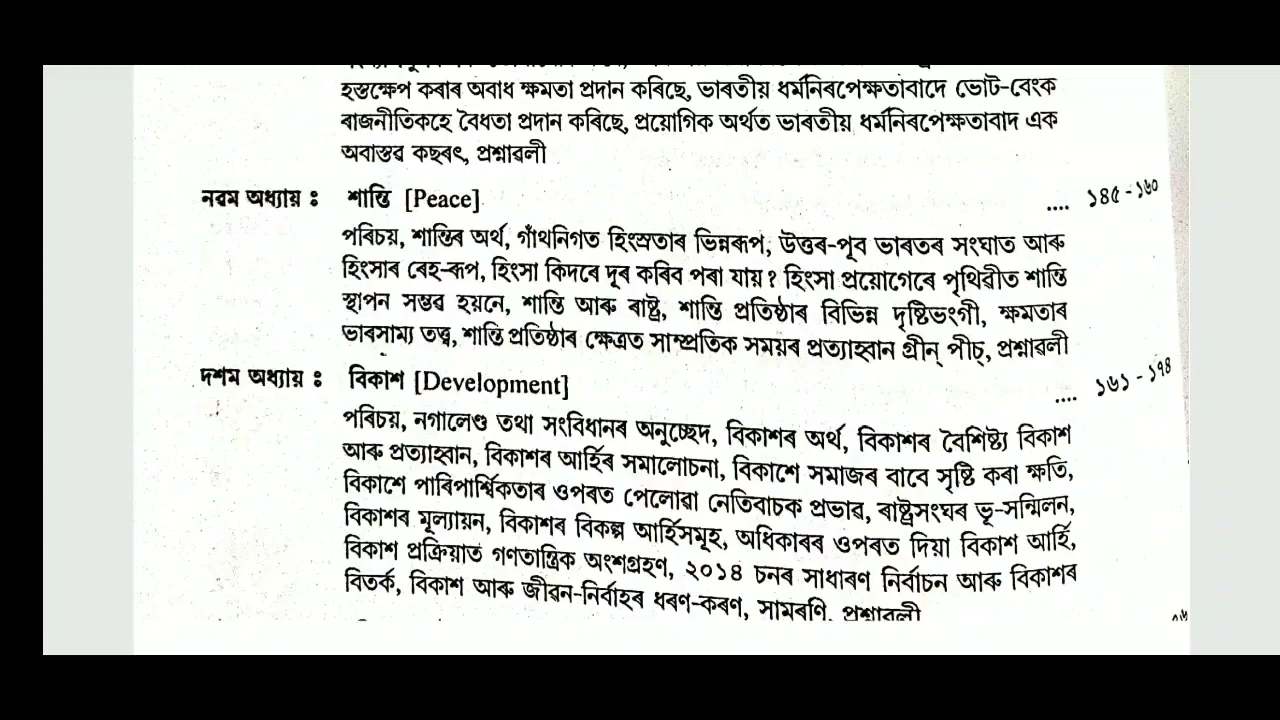 হস্তক্ষেপ কৰাৰ অবাধ ক্ষমতা প্ৰদান কৰিছে, ভাৰতীয় ধৰ্মনিৰপেক্ষতাবাদে ভোট-বেংক
ৰাজনীতিকহে বৈধতা প্ৰদান কৰিছে, প্ৰয়োগিক অৰ্থত ভাৰতীয় ধৰ্মনিৰপেক্ষতাবাদ এক
অবাস্তৱ কছৰৎ, প্ৰশ্নাৱলী
নৱম অধ্যায় ঃ শান্তি [Peace] .... ১৪৫ - ১৬০
পৰিচয়, শান্তিৰ অৰ্থ, গাঁথনিগত হিংস্ৰতাৰ ভিন্নৰূপ, উত্তৰ-পূব ভাৰতৰ সংঘাত আৰু
হিংসাৰ ৰেহ-ৰূপ, হিংসা কিদৰে দূৰ কৰিব পৰা যায়? হিংসা প্ৰয়োগেৰে পৃথিৱীত শান্তি
স্থাপন সম্ভৱ হয়নে, শান্তি আৰু ৰাষ্ট্ৰ, শান্তি প্ৰতিষ্ঠাৰ বিভিন্ন দৃষ্টিভংগী, ক্ষমতাৰ
ভাৰসাম্য তত্ত্ব, শান্তি প্ৰতিষ্ঠাৰ ক্ষেত্ৰত সাম্প্ৰতিক সময়ৰ প্ৰত্যাহ্বান গ্ৰীন্ পীচ্, প্ৰশ্নাৱলী
দশম অধ্যায় ঃ বিকাশ [Development] .... ১৬১ - ১৭৪
পৰিচয়, নগালেণ্ড তথা সংবিধানৰ অনুচ্ছেদ, বিকাশৰ অৰ্থ, বিকাশৰ বৈশিষ্ট্য বিকাশ
আৰু প্ৰত্যাহ্বান, বিকাশৰ আৰ্হিৰ সমালোচনা, বিকাশে সমাজৰ বাবে সৃষ্টি কৰা ক্ষতি,
বিকাশে পাৰিপাৰ্শ্বিকতাৰ ওপৰত পেলোৱা নেতিবাচক প্ৰভাৱ, ৰাষ্ট্ৰসংঘৰ ভূ-সন্মিলন,
বিকাশৰ মূল্যায়ন, বিকাশৰ বিকল্প আৰ্হিসমূহ, অধিকাৰৰ ওপৰত দিয়া বিকাশ আৰ্হি,
বিকাশ প্ৰক্ৰিয়াত গণতান্ত্ৰিক অংশগ্ৰহণ, ২০১৪ চনৰ সাধাৰণ নিৰ্বাচন আৰু বিকাশৰ
বিতৰ্ক, বিকাশ আৰু জীৱন-নিৰ্বাহৰ ধৰণ-কৰণ, সামৰণি, প্ৰশ্নাৱলী